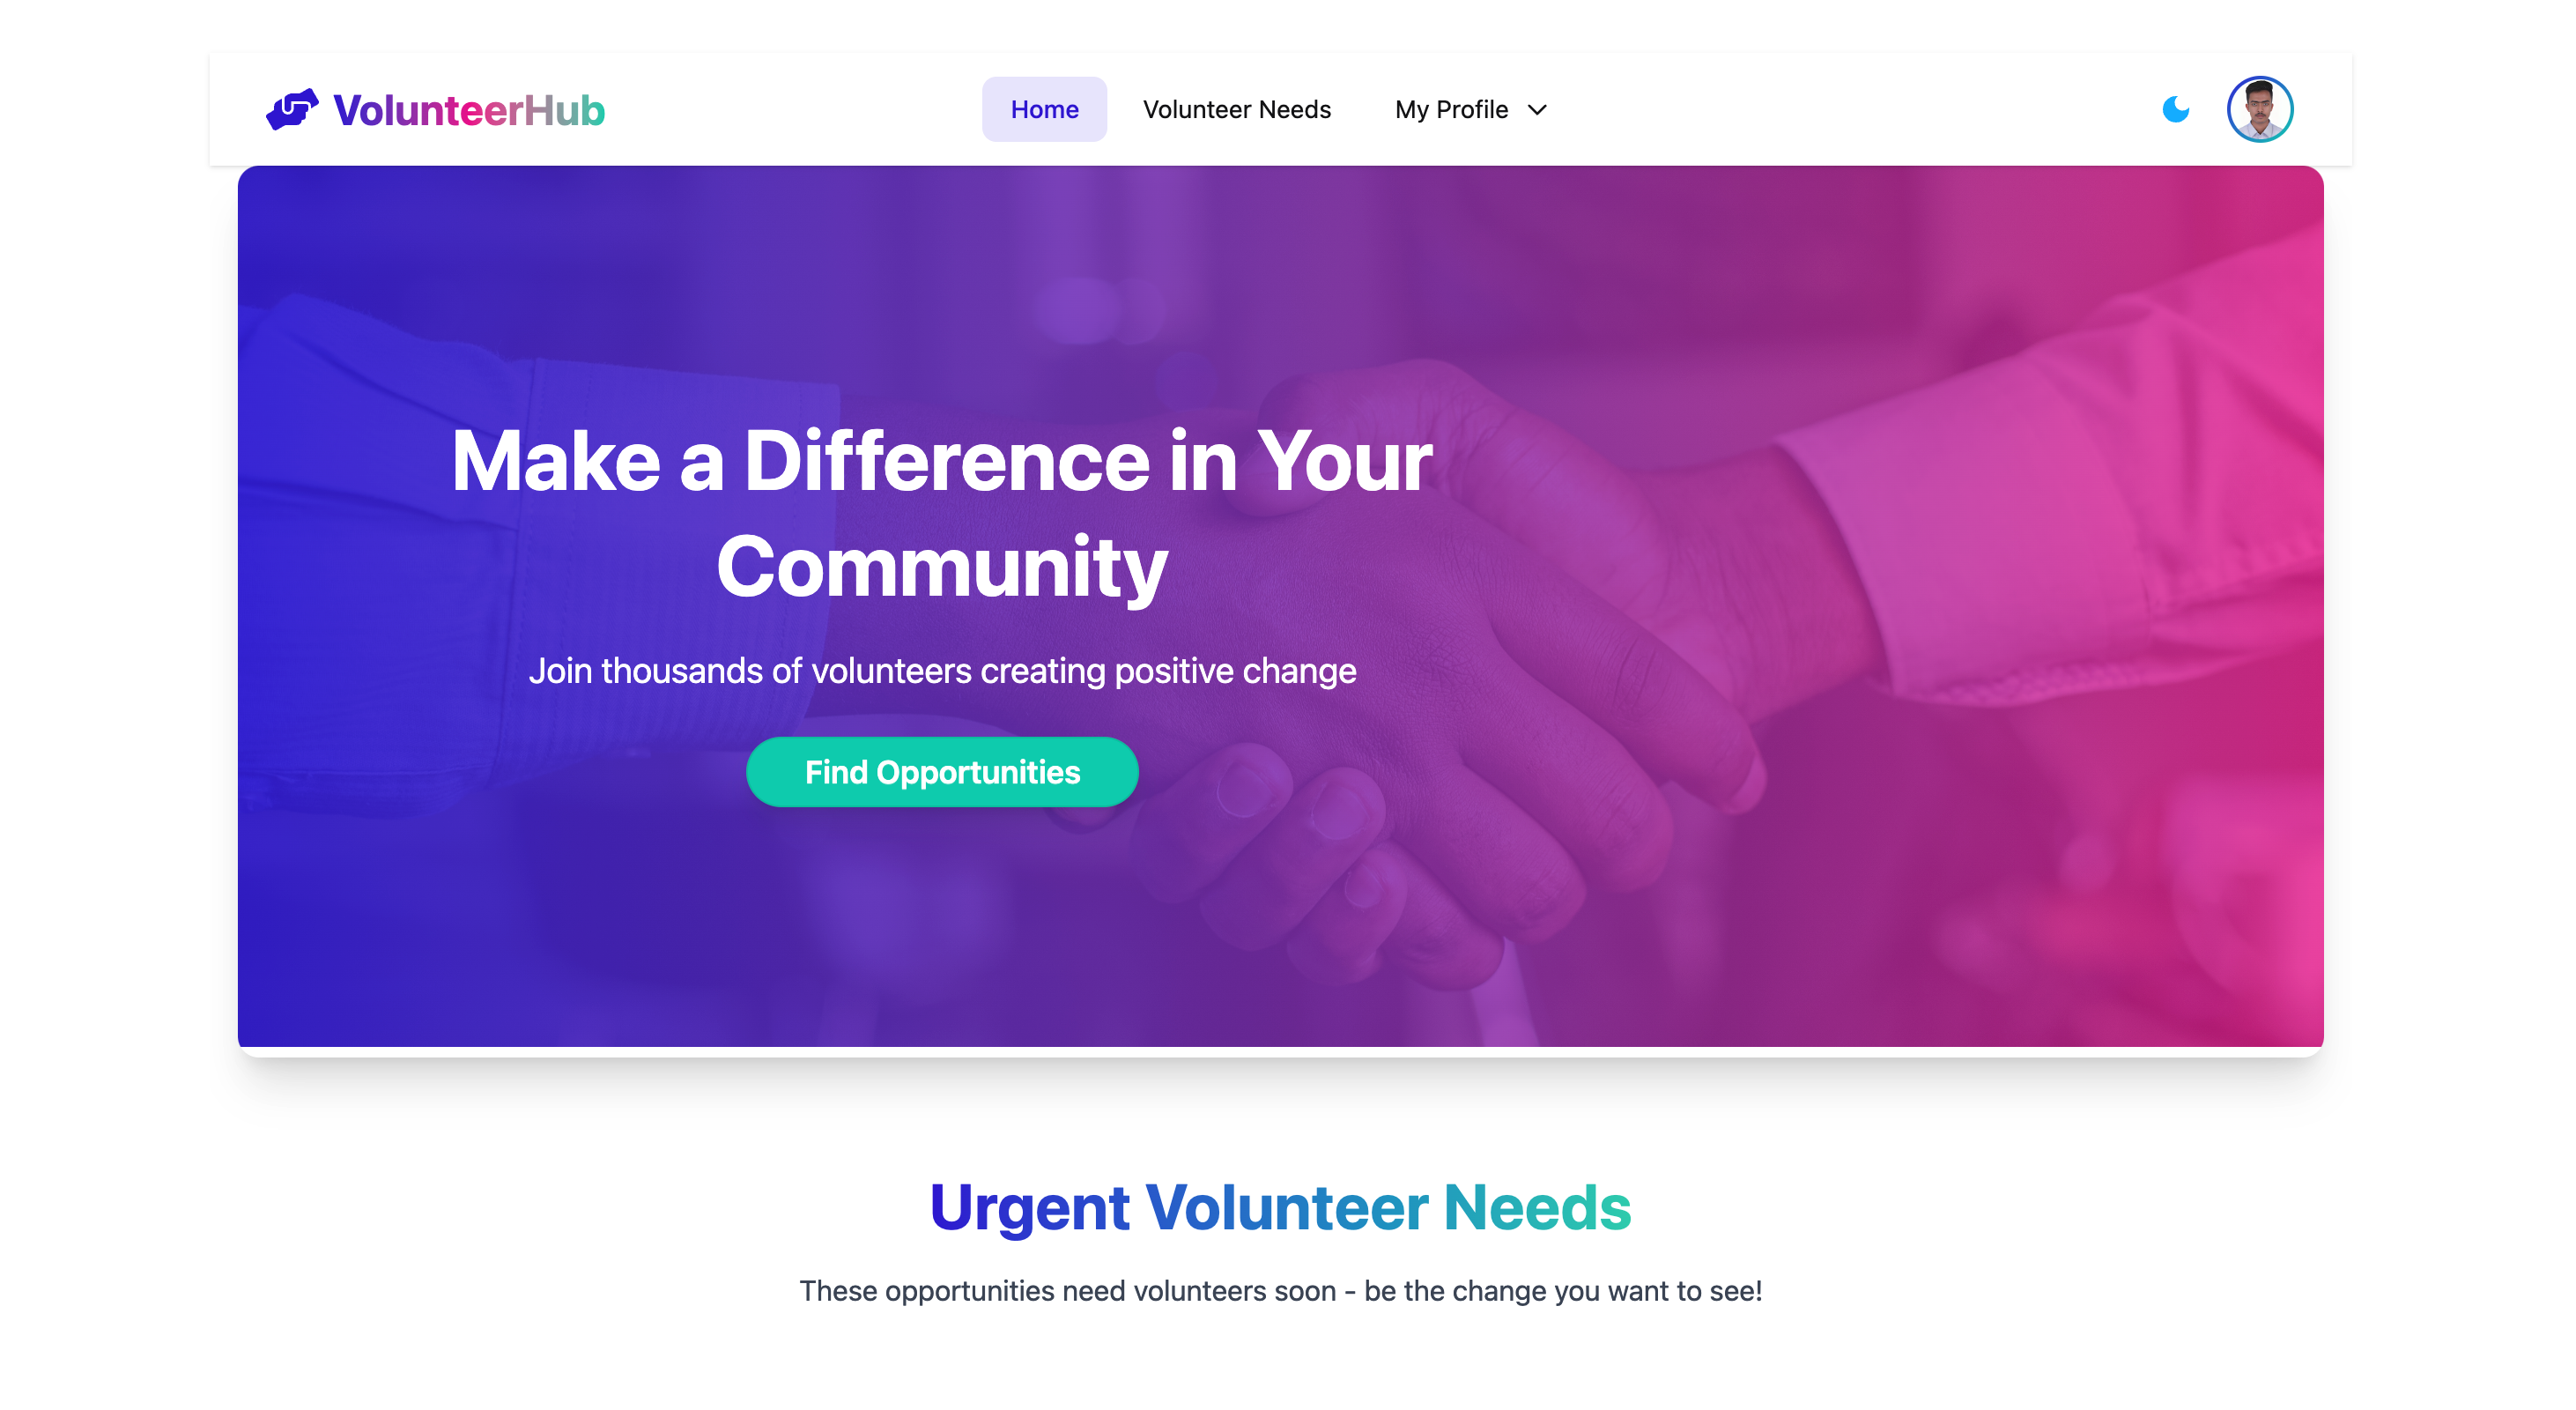 VolunteerHub
Home
Volunteer Needs
My Profile
Make a Difference in Your
Community
Join thousands of volunteers creating positive change
Find Opportunities
Urgent Volunteer Needs
These opportunities need volunteers soon - be the change you want to see!